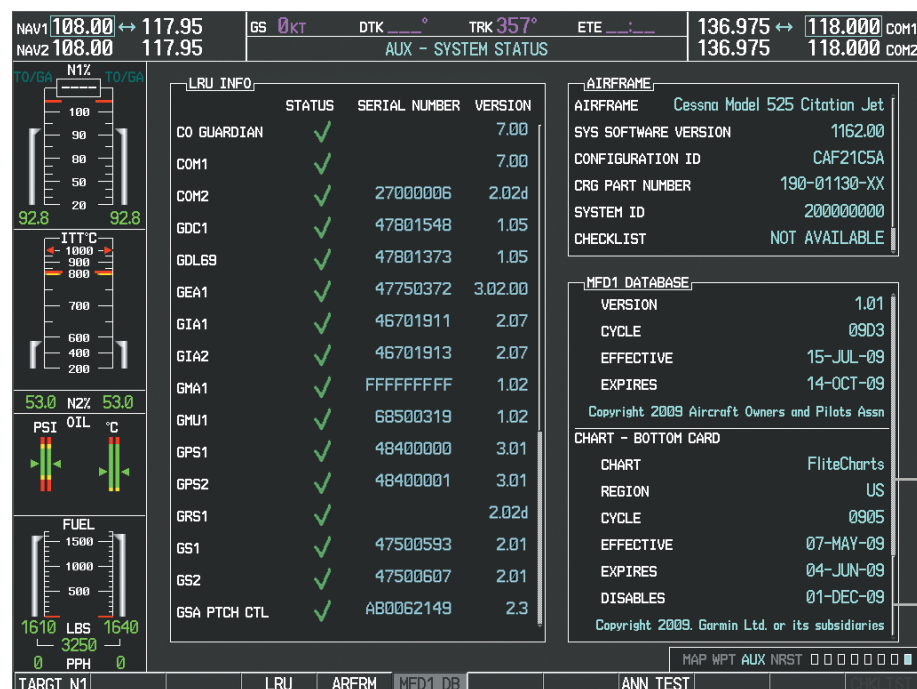 NAV1 108.00 ↔ 117.95 GS 0KT DTK ___° TRK 357° ETE __:__ 136.975 ↔ 118.000 COM1
NAV2 108.00 117.95 AUX - SYSTEM STATUS 136.975 118.000 COM2
TO/GA N1% TO/GA
----
100
90
80
50
20
92.8 92.8
ITT°C
1000
900
800
700
600
400
200
53.0 N2% 53.0
PSI OIL °C
FUEL
1500
1000
500
1610 LBS 1640
3250
0 PPH 0
LRU INFO
STATUS SERIAL NUMBER VERSION
CO GUARDIAN ✓ 7.00
COM1 ✓ 7.00
COM2 ✓ 27000006 2.02d
GDC1 ✓ 47801548 1.05
GDL69 ✓ 47801373 1.05
GEA1 ✓ 47750372 3.02.00
GIA1 ✓ 46701911 2.07
GIA2 ✓ 46701913 2.07
GMA1 ✓ FFFFFFFFF 1.02
GMU1 ✓ 68500319 1.02
GPS1 ✓ 48400000 3.01
GPS2 ✓ 48400001 3.01
GRS1 ✓ 2.02d
GS1 ✓ 47500593 2.01
GS2 ✓ 47500607 2.01
GSA PTCH CTL ✓ AB0062149 2.3
AIRFRAME
AIRFRAME Cessna Model 525 Citation Jet
SYS SOFTWARE VERSION 1162.00
CONFIGURATION ID CAF21C5A
CRG PART NUMBER 190-01130-XX
SYSTEM ID 200000000
CHECKLIST NOT AVAILABLE
MFD1 DATABASE
VERSION 1.01
CYCLE 09D3
EFFECTIVE 15-JUL-09
EXPIRES 14-OCT-09
Copyright 2009 Aircraft Owners and Pilots Assn
CHART - BOTTOM CARD
CHART FliteCharts
REGION US
CYCLE 0905
EFFECTIVE 07-MAY-09
EXPIRES 04-JUN-09
DISABLES 01-DEC-09
Copyright 2009. Garmin Ltd. or its subsidiaries
MAP WPT AUX NRST
TARGT N1 LRU ARFRM MFD1 DB ANN TEST CHKLIST